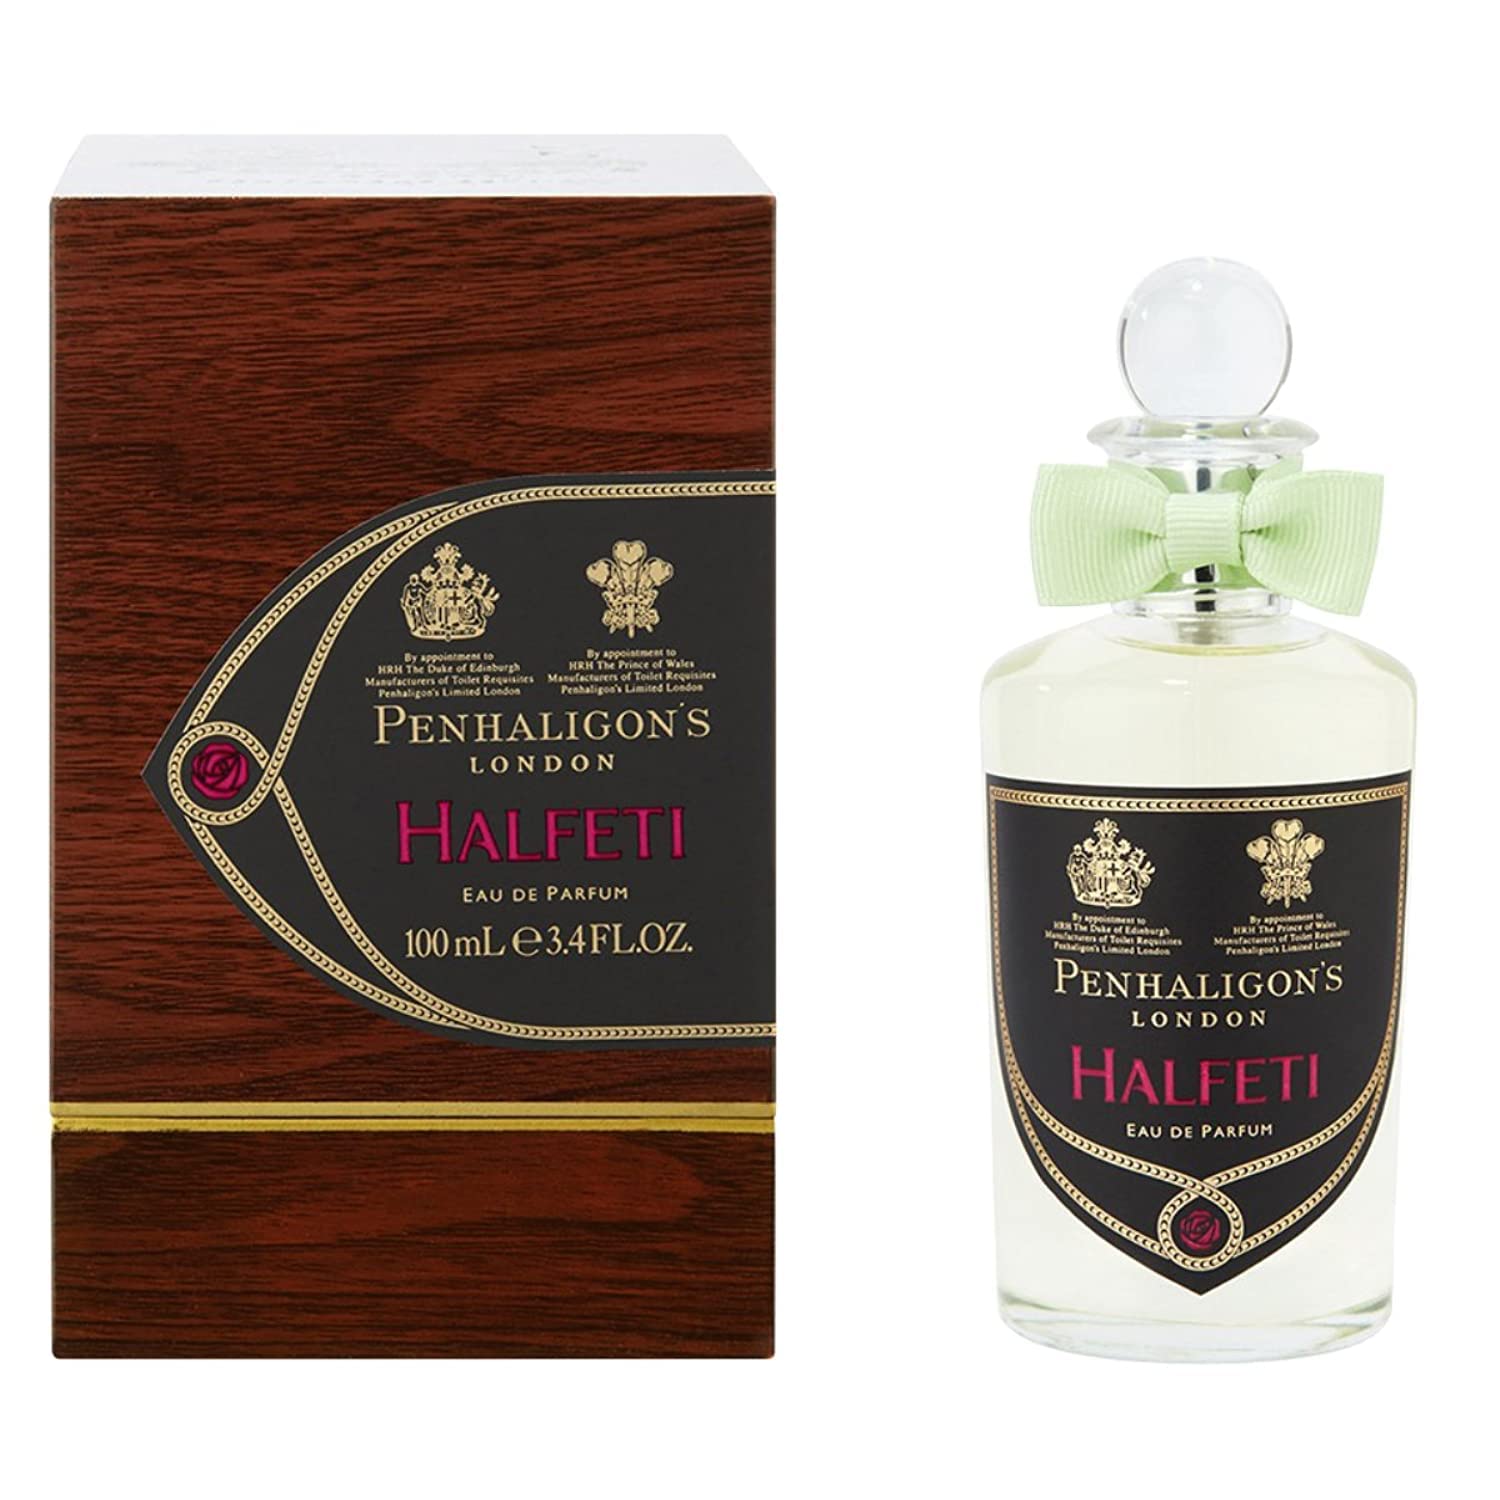 By appointment to
HRH The Duke of Edinburgh
Manufacturers of Toilet Requisites
Penhaligon's Limited London
By appointment to
HRH The Prince of Wales
Manufacturers of Toilet Requisites
Penhaligon's Limited London
PENHALIGON'S
LONDON
HALFETI
EAU DE PARFUM
100 mL ℮ 3.4FL.OZ.
By appointment to
HRH The Duke of Edinburgh
Manufacturers of Toilet Requisites
Penhaligon's Limited London
By appointment to
HRH The Prince of Wales
Manufacturers of Toilet Requisites
Penhaligon's Limited London
PENHALIGON'S
LONDON
HALFETI
EAU DE PARFUM